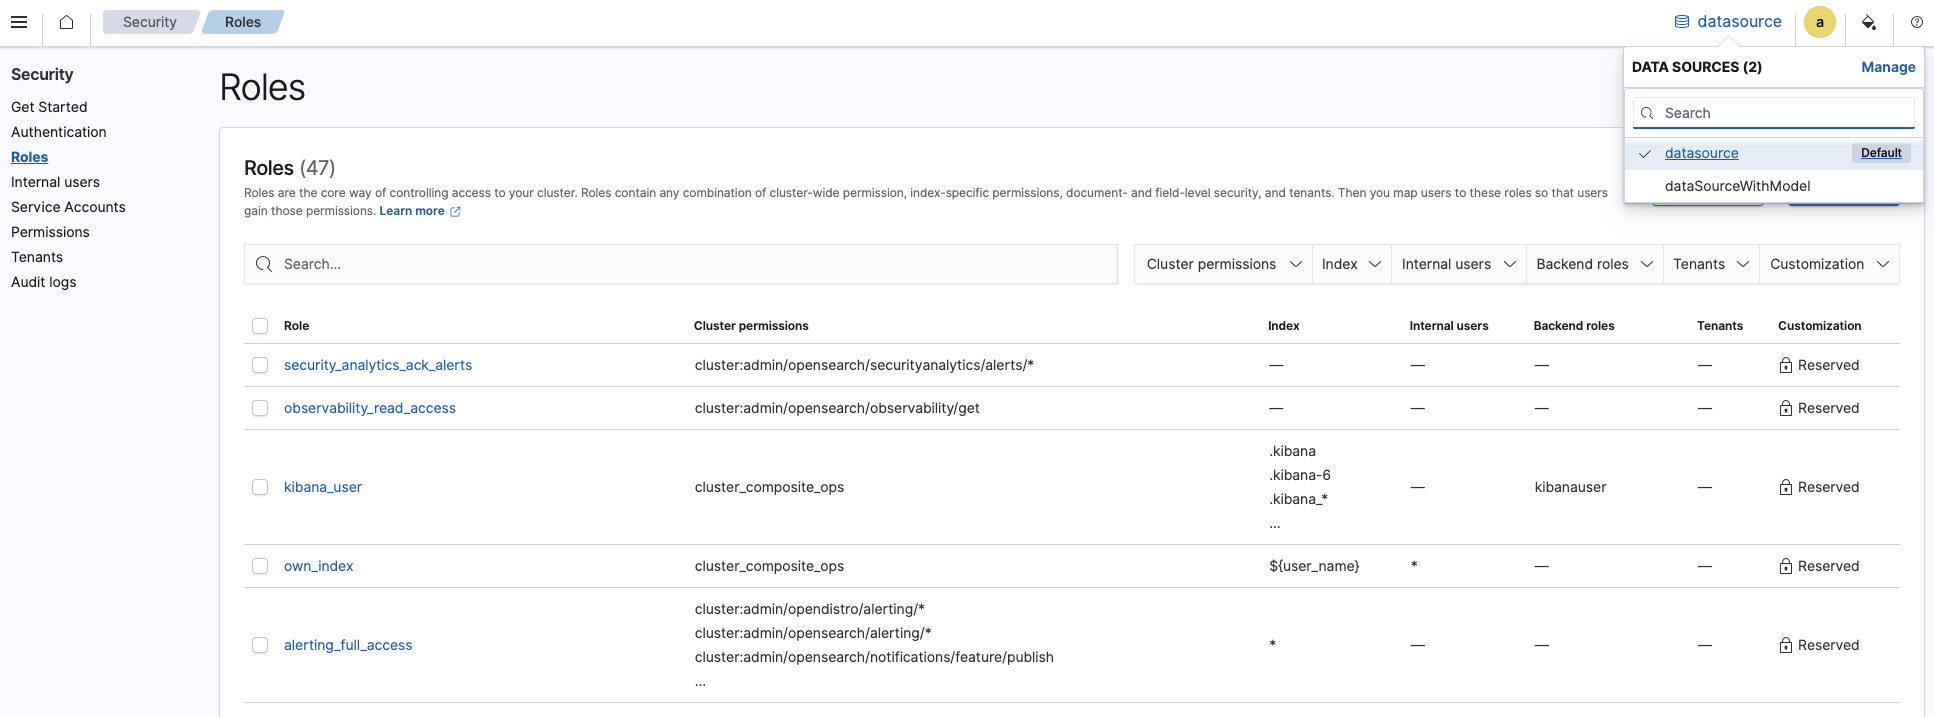 Security
Roles
datasource
a
DATA SOURCES (2)
Manage
Search
datasource
Default
dataSourceWithModel
Security
Get Started
Authentication
Roles
Internal users
Service Accounts
Permissions
Tenants
Audit logs
Roles
Roles (47)
Roles are the core way of controlling access to your cluster. Roles contain any combination of cluster-wide permission, index-specific permissions, document- and field-level security, and tenants. Then you map users to these roles so that users
gain those permissions. Learn more
Search...
Cluster permissions
Index
Internal users
Backend roles
Tenants
Customization
Role Cluster permissions Index Internal users Backend roles Tenants Customization
security_analytics_ack_alerts cluster:admin/opensearch/securityanalytics/alerts/* — — — — Reserved
observability_read_access cluster:admin/opensearch/observability/get — — — — Reserved
.kibana
.kibana-6
kibana_user cluster_composite_ops — kibanauser — Reserved
.kibana_*
...
own_index cluster_composite_ops ${user_name} * — — Reserved
cluster:admin/opendistro/alerting/*
cluster:admin/opensearch/alerting/*
alerting_full_access * — — — Reserved
cluster:admin/opensearch/notifications/feature/publish
...